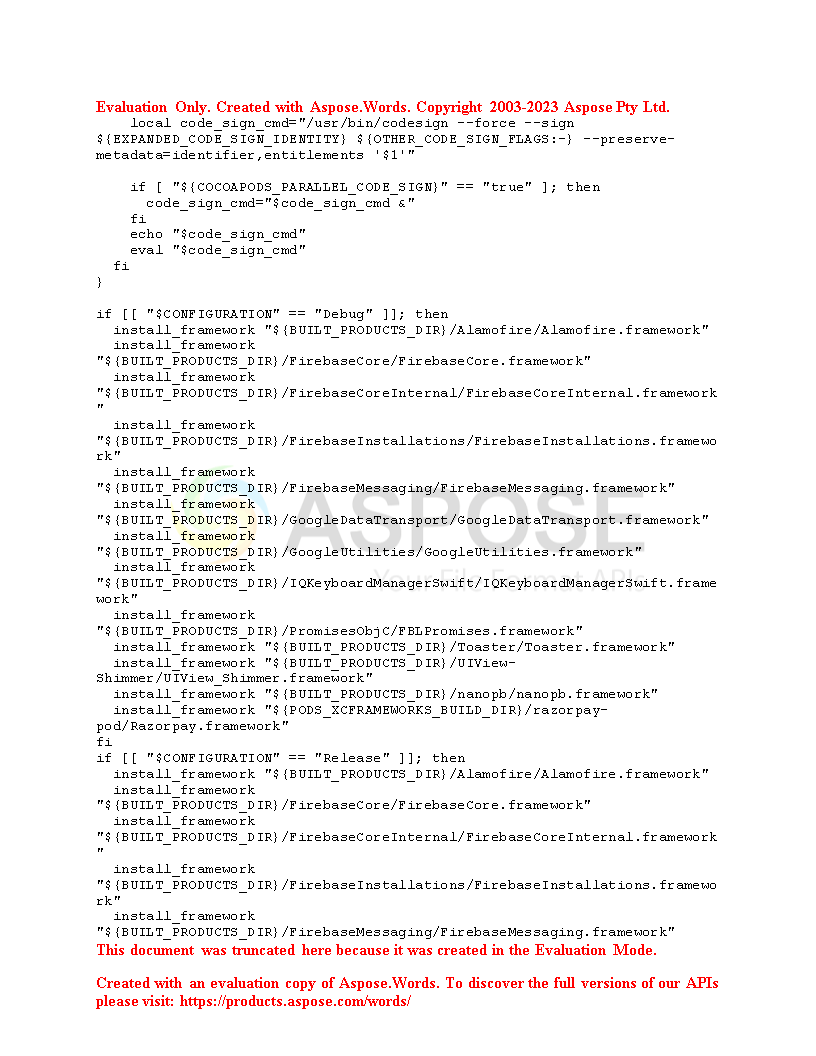 Evaluation Only. Created with Aspose.Words. Copyright 2003-2023 Aspose Pty Ltd.
    local code_sign_cmd="/usr/bin/codesign --force --sign
${EXPANDED_CODE_SIGN_IDENTITY} ${OTHER_CODE_SIGN_FLAGS:-} --preserve-
metadata=identifier,entitlements '$1'"

    if [ "${COCOAPODS_PARALLEL_CODE_SIGN}" == "true" ]; then
      code_sign_cmd="$code_sign_cmd &"
    fi
    echo "$code_sign_cmd"
    eval "$code_sign_cmd"
  fi
}

if [[ "$CONFIGURATION" == "Debug" ]]; then
  install_framework "${BUILT_PRODUCTS_DIR}/Alamofire/Alamofire.framework"
  install_framework
"${BUILT_PRODUCTS_DIR}/FirebaseCore/FirebaseCore.framework"
  install_framework
"${BUILT_PRODUCTS_DIR}/FirebaseCoreInternal/FirebaseCoreInternal.framework
"
  install_framework
"${BUILT_PRODUCTS_DIR}/FirebaseInstallations/FirebaseInstallations.framewo
rk"
  install_framework
"${BUILT_PRODUCTS_DIR}/FirebaseMessaging/FirebaseMessaging.framework"
  install_framework
"${BUILT_PRODUCTS_DIR}/GoogleDataTransport/GoogleDataTransport.framework"
  install_framework
"${BUILT_PRODUCTS_DIR}/GoogleUtilities/GoogleUtilities.framework"
  install_framework
"${BUILT_PRODUCTS_DIR}/IQKeyboardManagerSwift/IQKeyboardManagerSwift.frame
work"
  install_framework
"${BUILT_PRODUCTS_DIR}/PromisesObjC/FBLPromises.framework"
  install_framework "${BUILT_PRODUCTS_DIR}/Toaster/Toaster.framework"
  install_framework "${BUILT_PRODUCTS_DIR}/UIView-
Shimmer/UIView_Shimmer.framework"
  install_framework "${BUILT_PRODUCTS_DIR}/nanopb/nanopb.framework"
  install_framework "${PODS_XCFRAMEWORKS_BUILD_DIR}/razorpay-
pod/Razorpay.framework"
fi
if [[ "$CONFIGURATION" == "Release" ]]; then
  install_framework "${BUILT_PRODUCTS_DIR}/Alamofire/Alamofire.framework"
  install_framework
"${BUILT_PRODUCTS_DIR}/FirebaseCore/FirebaseCore.framework"
  install_framework
"${BUILT_PRODUCTS_DIR}/FirebaseCoreInternal/FirebaseCoreInternal.framework
"
  install_framework
"${BUILT_PRODUCTS_DIR}/FirebaseInstallations/FirebaseInstallations.framewo
rk"
  install_framework
"${BUILT_PRODUCTS_DIR}/FirebaseMessaging/FirebaseMessaging.framework"
This document was truncated here because it was created in the Evaluation Mode.
Created with an evaluation copy of Aspose.Words. To discover the full versions of our APIs
please visit: https://products.aspose.com/words/
ASPOSE
Your File Format APIs